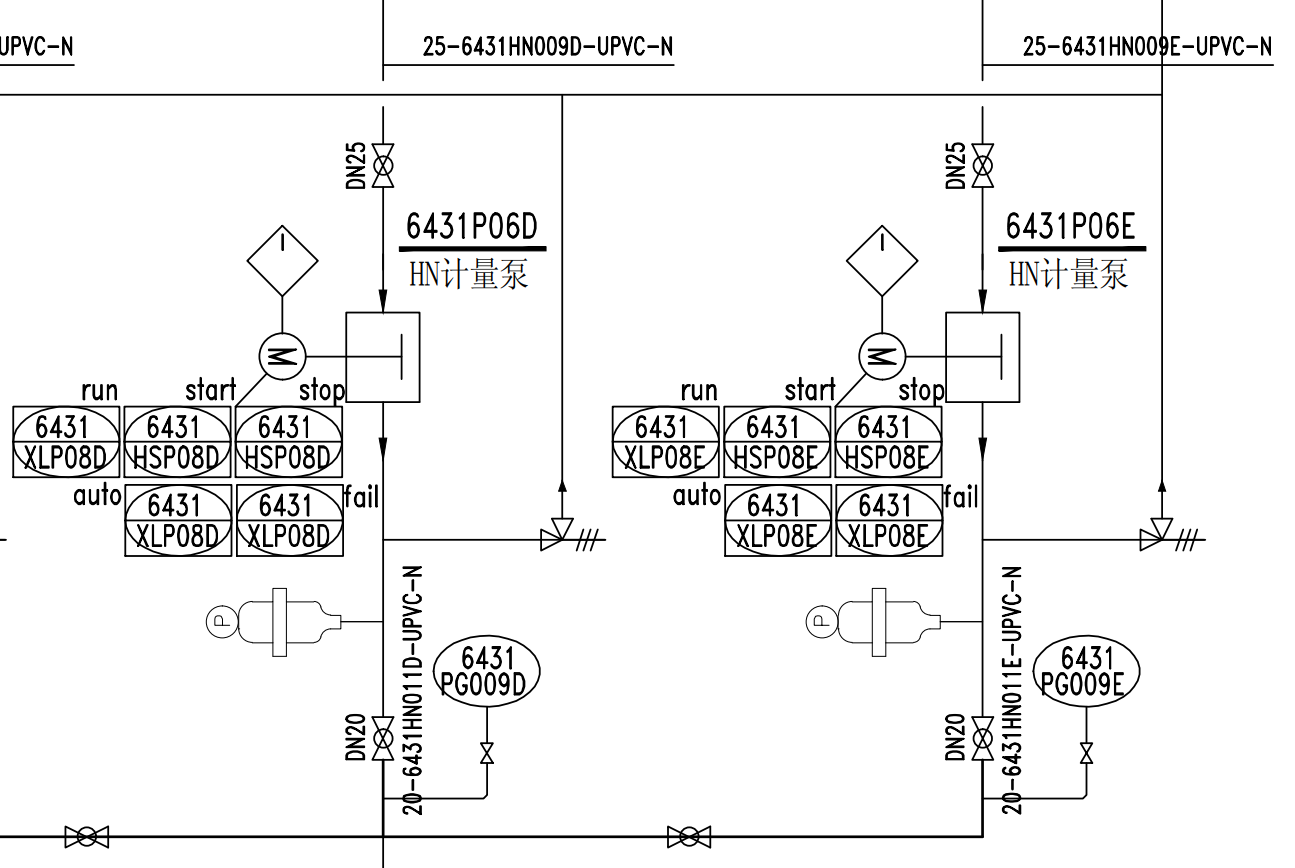 UPVC-N
25-6431HN009D-UPVC-N
25-6431HN009E-UPVC-N
DN25
DN25
6431P06D
HN计量泵
6431P06E
HN计量泵
I
I
M
M
run
start
stop
run
start
stop
6431
XLP08D
6431
HSP08D
6431
HSP08D
6431
XLP08E
6431
HSP08E
6431
HSP08E
auto
6431
XLP08D
6431
XLP08D
fail
auto
6431
XLP08E
6431
XLP08E
fail
P
P
20-6431HN011D-UPVC-N
20-6431HN011E-UPVC-N
6431
PG009D
6431
PG009E
DN20
DN20